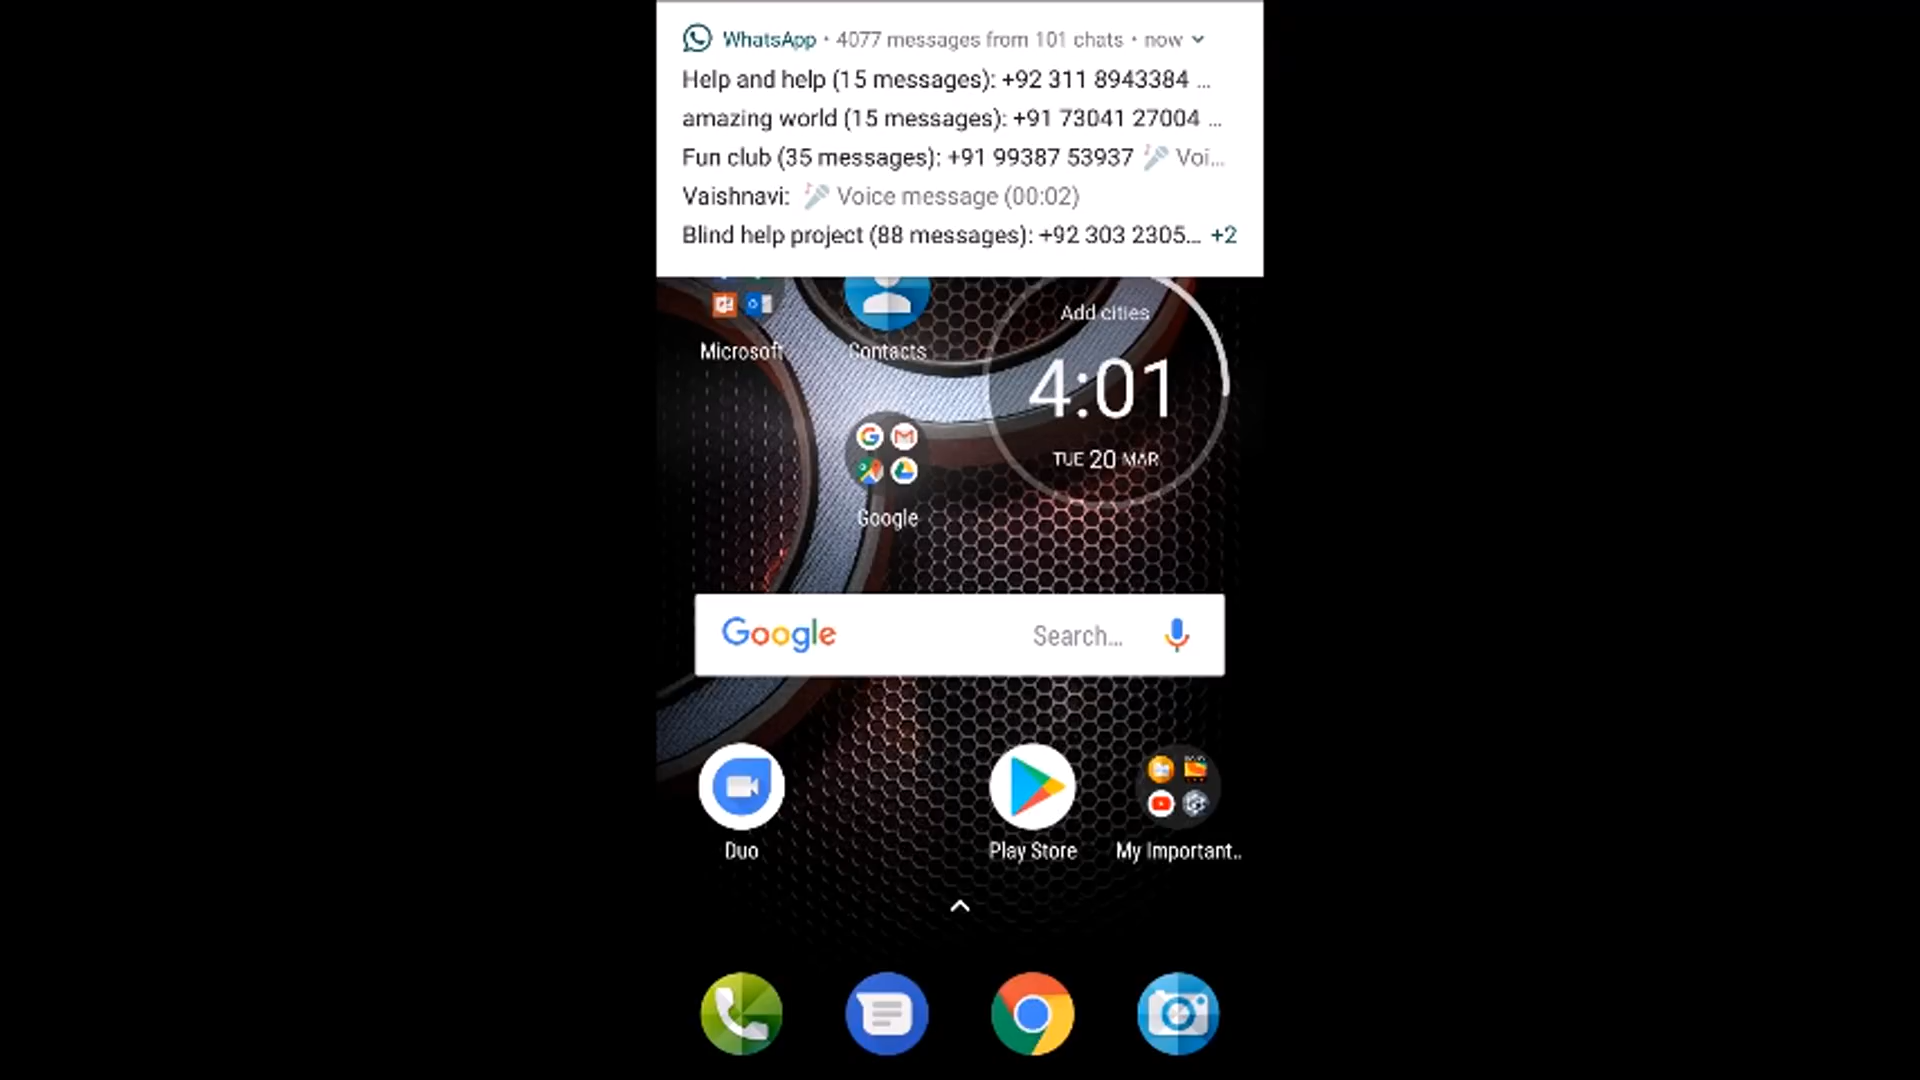 WhatsApp • 4077 messages from 101 chats • now
Help and help (15 messages): +92 311 8943384 ...
amazing world (15 messages): +91 73041 27004 ...
Fun club (35 messages): +91 99387 53937 Voi...
Vaishnavi: Voice message (00:02)
Blind help project (88 messages): +92 303 2305... +2
Add cities
Microsoft
Contacts
4:01
TUE 20 MAR
Google
Google
Search...
Duo
Play Store
My Important..